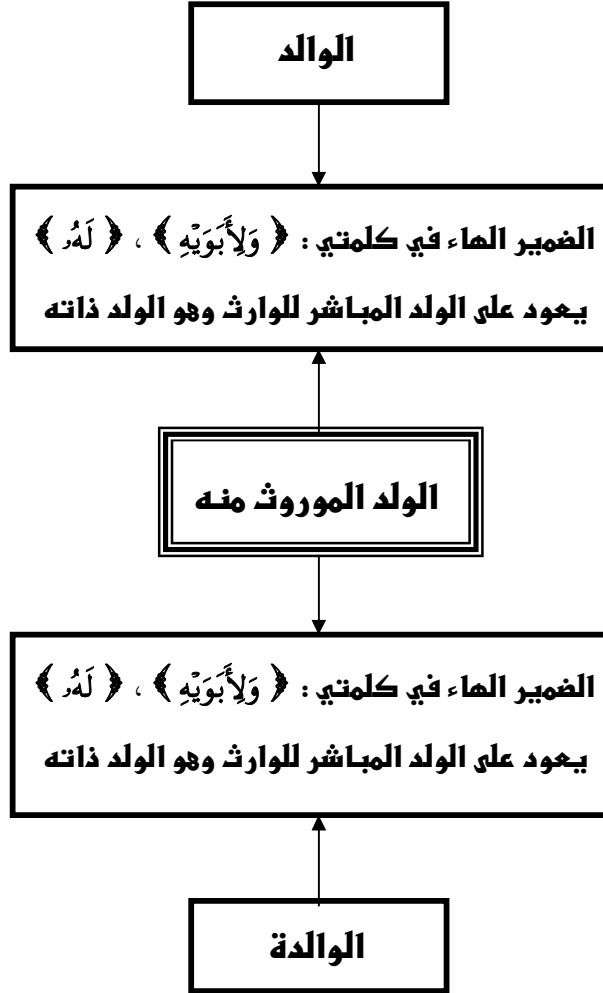 الوالد
الضمير الهاء في كلمتي : ﴿ وَلِأَبَوَيْهِ ﴾ ، ﴿ لَهُۥ ﴾
يعود على الولد المباشر للوارث وهو الولد ذاته
الولد الموروث منه
الضمير الهاء في كلمتي : ﴿ وَلِأَبَوَيْهِ ﴾ ، ﴿ لَهُۥ ﴾
يعود على الولد المباشر للوارث وهو الولد ذاته
الوالدة